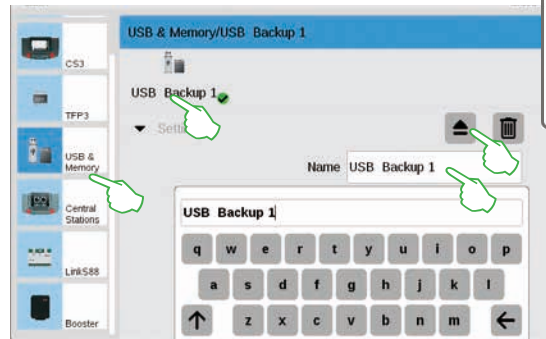 USB & Memory/USB Backup 1
CS3
USB Backup 1
TFP3
USB &
Memory
Name USB Backup 1
Central
Stations
USB Backup 1
q w e r t y u i o p
LinkS88
a s d f g h j k l
Booster
z x c v b n m